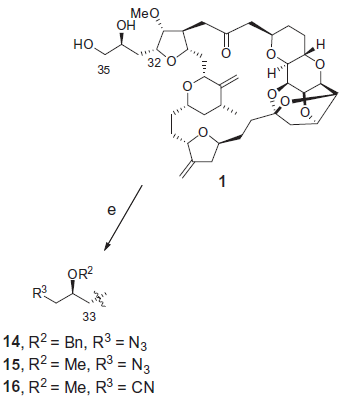 MeO
OH
HO
35
32
O
O
O
H
O
H
O
O
O
O
O
O
1
e
OR²
R³
33
14, R² = Bn, R³ = N₃
15, R² = Me, R³ = N₃
16, R² = Me, R³ = CN